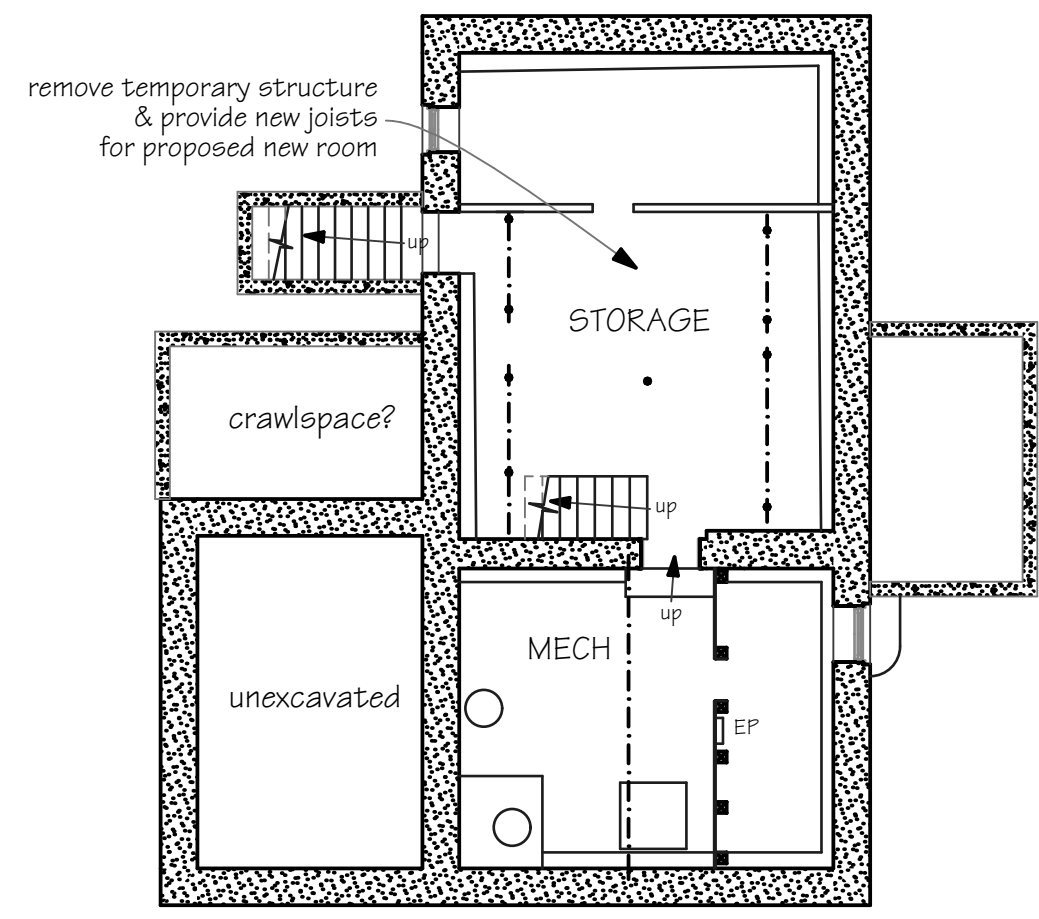 remove temporary structure
& provide new joists
for proposed new room
up
STORAGE
crawlspace?
up
up
MECH
unexcavated
EP